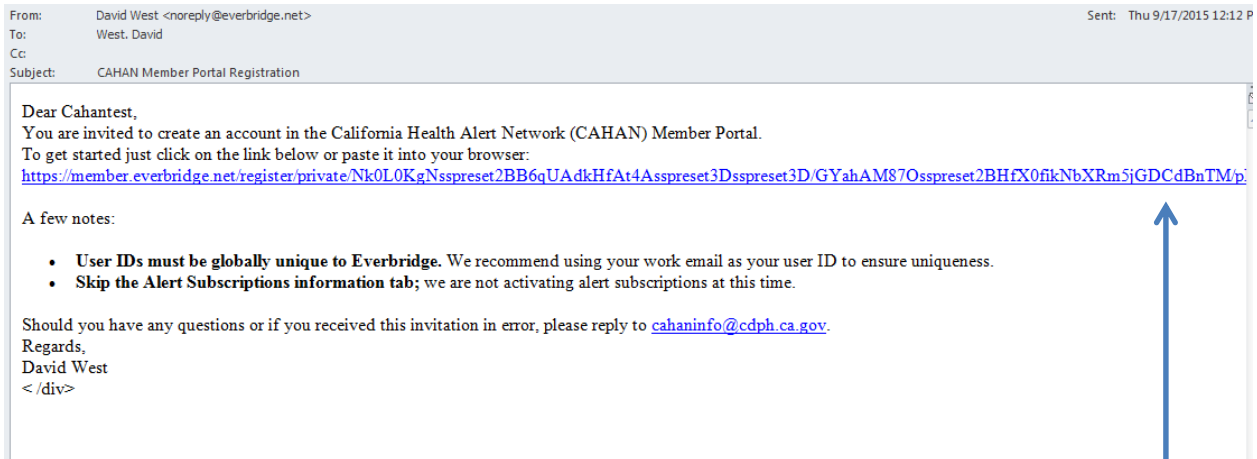 From: David West <noreply@everbridge.net> Sent: Thu 9/17/2015 12:12 P
To: West. David
Cc:
Subject: CAHAN Member Portal Registration
Dear Cahantest,
You are invited to create an account in the California Health Alert Network (CAHAN) Member Portal.
To get started just click on the link below or paste it into your browser:
https://member.everbridge.net/register/private/Nk0L0KgNsspreset2BB6qUAdkHfAt4Asspreset3Dsspreset3D/GYahAM87Osspreset2BHfX0fikNbXRm5jGDCdBnTM/p
A few notes:
• User IDs must be globally unique to Everbridge. We recommend using your work email as your user ID to ensure uniqueness.
• Skip the Alert Subscriptions information tab; we are not activating alert subscriptions at this time.
Should you have any questions or if you received this invitation in error, please reply to cahaninfo@cdph.ca.gov.
Regards,
David West
< /div>